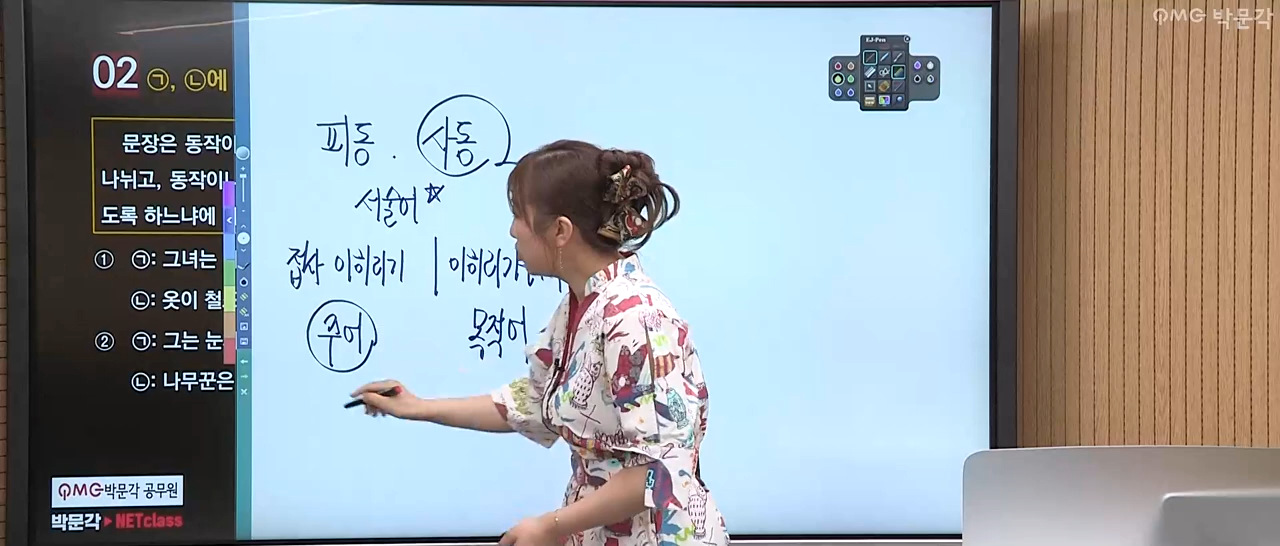 QMG 박문각
EJ-Pen
02 ㉠, ㉡에
문장은 동작이
나뉘고, 동작이나
도록 하느냐에
① ㉠: 그녀는
㉡: 옷이 철
② ㉠: 그는 눈
㉡: 나무꾼은
피동 . 사동
서술어 ☆
접사 이히리기 | 이히리기
주어 목적어
QMG 박문각 공무원
박문각 ▶ NETclass